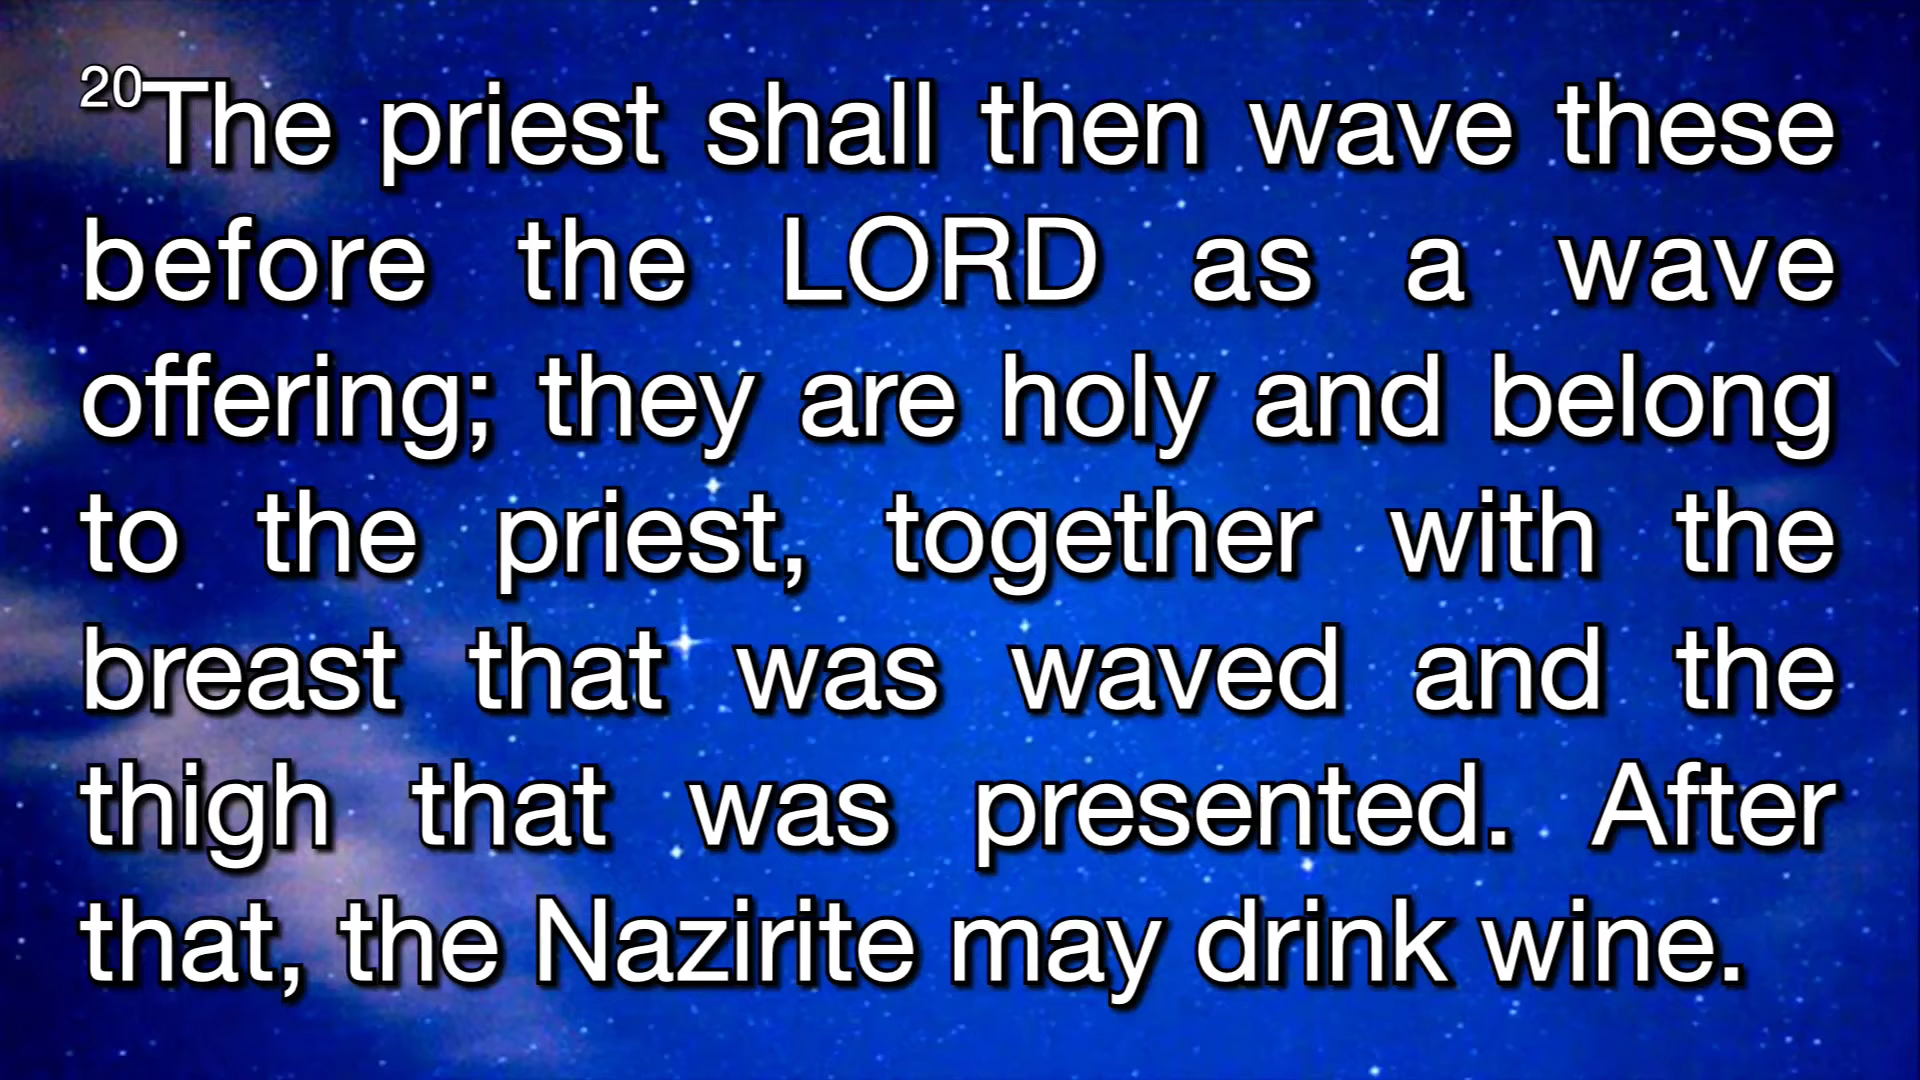 20The priest shall then wave these
before the LORD as a wave
offering; they are holy and belong
to the priest, together with the
breast that was waved and the
thigh that was presented. After
that, the Nazirite may drink wine.